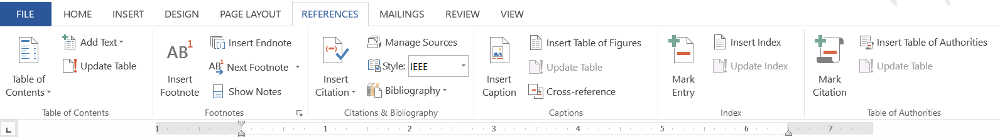 FILE HOME INSERT DESIGN PAGE LAYOUT REFERENCES MAILINGS REVIEW VIEW
Table of Contents
Add Text
Update Table
Table of Contents
AB1
Insert Footnote
Insert Endnote
AB1 Next Footnote
Show Notes
Footnotes
Insert Citation
Manage Sources
Style: IEEE
Bibliography
Citations & Bibliography
Insert Caption
Insert Table of Figures
Update Table
Cross-reference
Captions
Mark Entry
Insert Index
Update Index
Index
Mark Citation
Insert Table of Authorities
Update Table
Table of Authorities
L 1 1 2 3 4 5 6 7